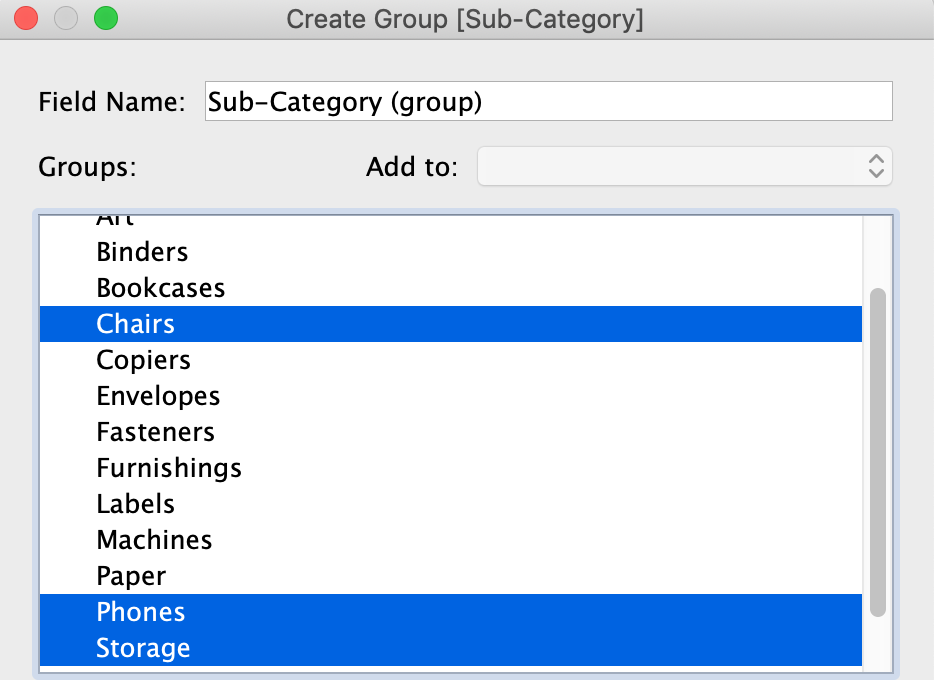 Create Group [Sub-Category]
Field Name: Sub-Category (group)
Groups: Add to:
Art
Binders
Bookcases
Chairs
Copiers
Envelopes
Fasteners
Furnishings
Labels
Machines
Paper
Phones
Storage